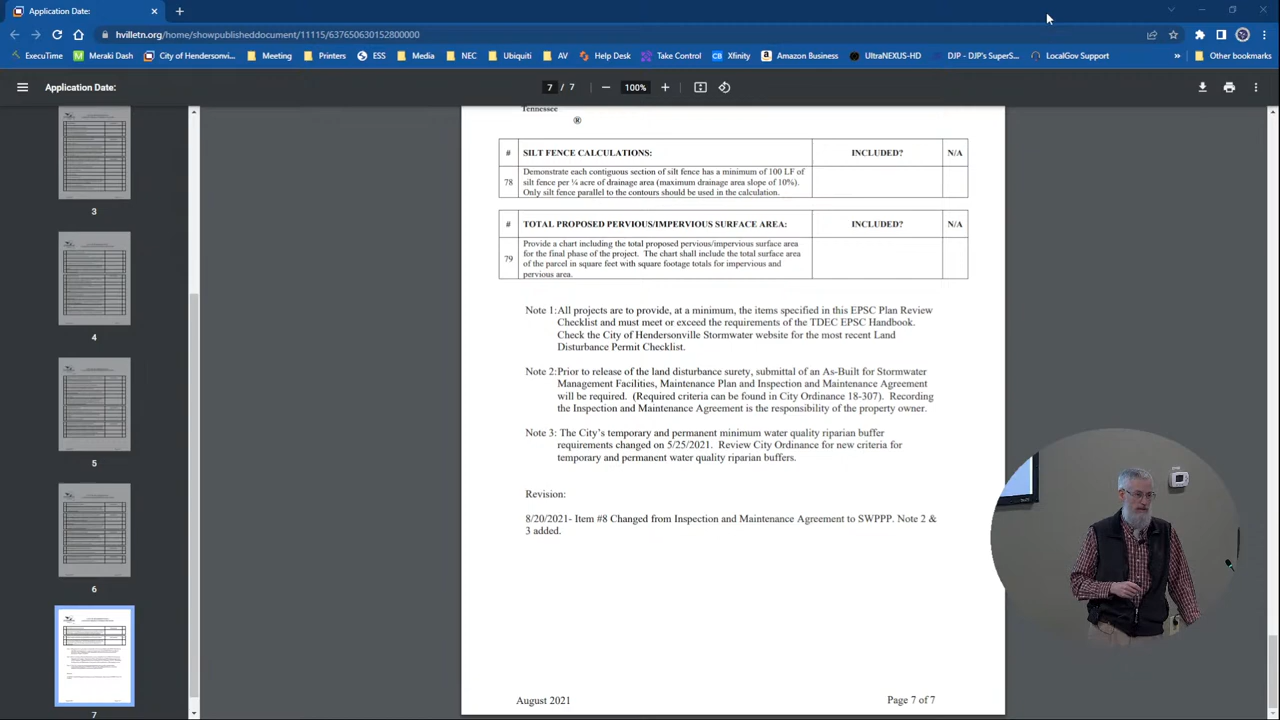 Application Date:
hvilletn.org/home/showpublisheddocument/11115/637650630152800000
ExecuTime
Meraki Dash
City of Hendersonvi...
Meeting
Printers
ESS
Media
NEC
Ubiquiti
AV
Help Desk
Take Control
Xfinity
Amazon Business
UltraNEXUS-HD
DJP - DJP's SuperS...
LocalGov Support
»
Other bookmarks
Application Date:
7 / 7
100%
3
4
5
6
7
Tennessee
®
# SILT FENCE CALCULATIONS: INCLUDED? N/A
Demonstrate each contiguous section of silt fence has a minimum of 100 LF of
78 silt fence per ¼ acre of drainage area (maximum drainage area slope of 10%).
Only silt fence parallel to the contours should be used in the calculation.
# TOTAL PROPOSED PERVIOUS/IMPERVIOUS SURFACE AREA: INCLUDED? N/A
Provide a chart including the total proposed pervious/impervious surface area
for the final phase of the project. The chart shall include the total surface area
79 of the parcel in square feet with square footage totals for impervious and
pervious area.
Note 1: All projects are to provide, at a minimum, the items specified in this EPSC Plan Review
Checklist and must meet or exceed the requirements of the TDEC EPSC Handbook.
Check the City of Hendersonville Stormwater website for the most recent Land
Disturbance Permit Checklist.
Note 2: Prior to release of the land disturbance surety, submittal of an As-Built for Stormwater
Management Facilities, Maintenance Plan and Inspection and Maintenance Agreement
will be required. (Required criteria can be found in City Ordinance 18-307). Recording
the Inspection and Maintenance Agreement is the responsibility of the property owner.
Note 3: The City's temporary and permanent minimum water quality riparian buffer
requirements changed on 5/25/2021. Review City Ordinance for new criteria for
temporary and permanent water quality riparian buffers.
Revision:
8/20/2021- Item #8 Changed from Inspection and Maintenance Agreement to SWPPP. Note 2 &
3 added.
August 2021
Page 7 of 7